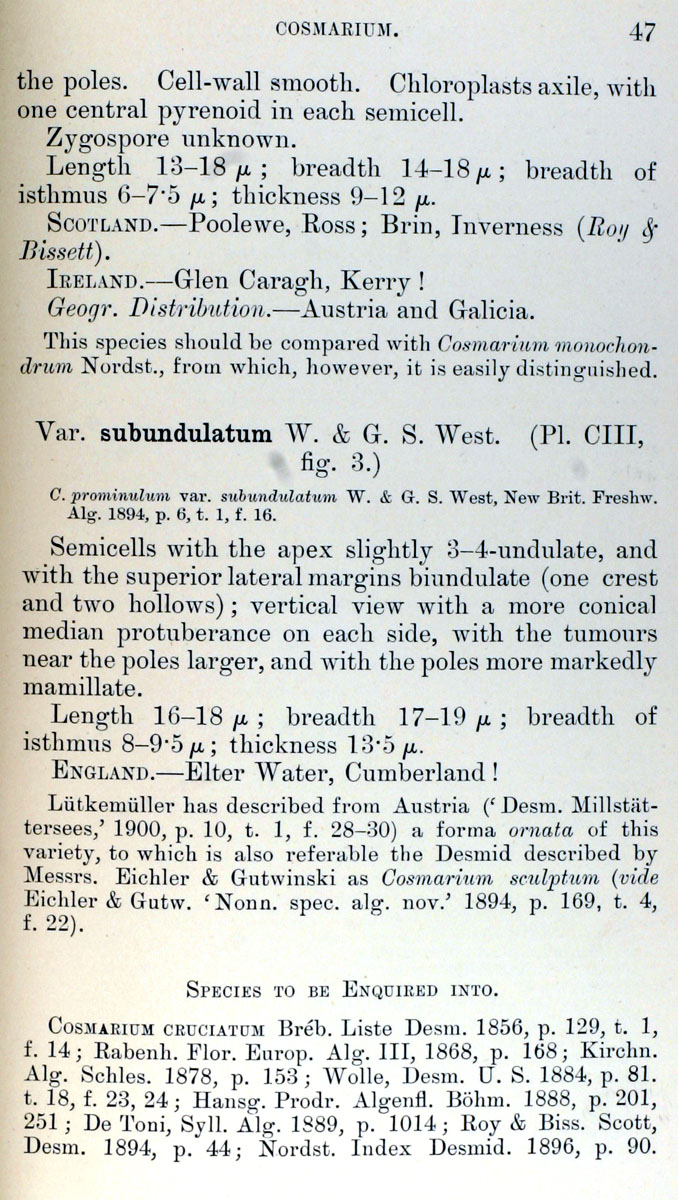 COSMARIUM. 47
the poles. Cell-wall smooth. Chloroplasts axile, with
one central pyrenoid in each semicell.
Zygospore unknown.
Length 13–18 μ ; breadth 14–18 μ ; breadth of
isthmus 6–7·5 μ ; thickness 9–12 μ.
SCOTLAND.—Poolewe, Ross ; Brin, Inverness (Roy &
Bissett).
IRELAND.—Glen Caragh, Kerry !
Geogr. Distribution.—Austria and Galicia.
This species should be compared with Cosmarium monochon-
drum Nordst., from which, however, it is easily distinguished.
Var. subundulatum W. & G. S. West. (Pl. CIII,
fig. 3.)
C. prominulum var. subundulatum W. & G. S. West, New Brit. Freshw.
Alg. 1894, p. 6, t. 1, f. 16.
Semicells with the apex slightly 3–4-undulate, and
with the superior lateral margins biundulate (one crest
and two hollows) ; vertical view with a more conical
median protuberance on each side, with the tumours
near the poles larger, and with the poles more markedly
mamillate.
Length 16–18 μ ; breadth 17–19 μ ; breadth of
isthmus 8–9·5 μ ; thickness 13·5 μ.
ENGLAND.—Elter Water, Cumberland !
Lütkemüller has described from Austria (‘ Desm. Millstät-
tersees,’ 1900, p. 10, t. 1, f. 28–30) a forma ornata of this
variety, to which is also referable the Desmid described by
Messrs. Eichler & Gutwinski as Cosmarium sculptum (vide
Eichler & Gutw. ‘ Nonn. spec. alg. nov.’ 1894, p. 169, t. 4,
f. 22).
SPECIES TO BE ENQUIRED INTO.
COSMARIUM CRUCIATUM Bréb. Liste Desm. 1856, p. 129, t. 1,
f. 14 ; Rabenh. Flor. Europ. Alg. III, 1868, p. 168 ; Kirchn.
Alg. Schles. 1878, p. 153 ; Wolle, Desm. U. S. 1884, p. 81.
t. 18, f. 23, 24 ; Hansg. Prodr. Algenfl. Böhm. 1888, p. 201,
251 ; De Toni, Syll. Alg. 1889, p. 1014 ; Roy & Biss. Scott,
Desm. 1894, p. 44 ; Nordst. Index Desmid. 1896, p. 90.